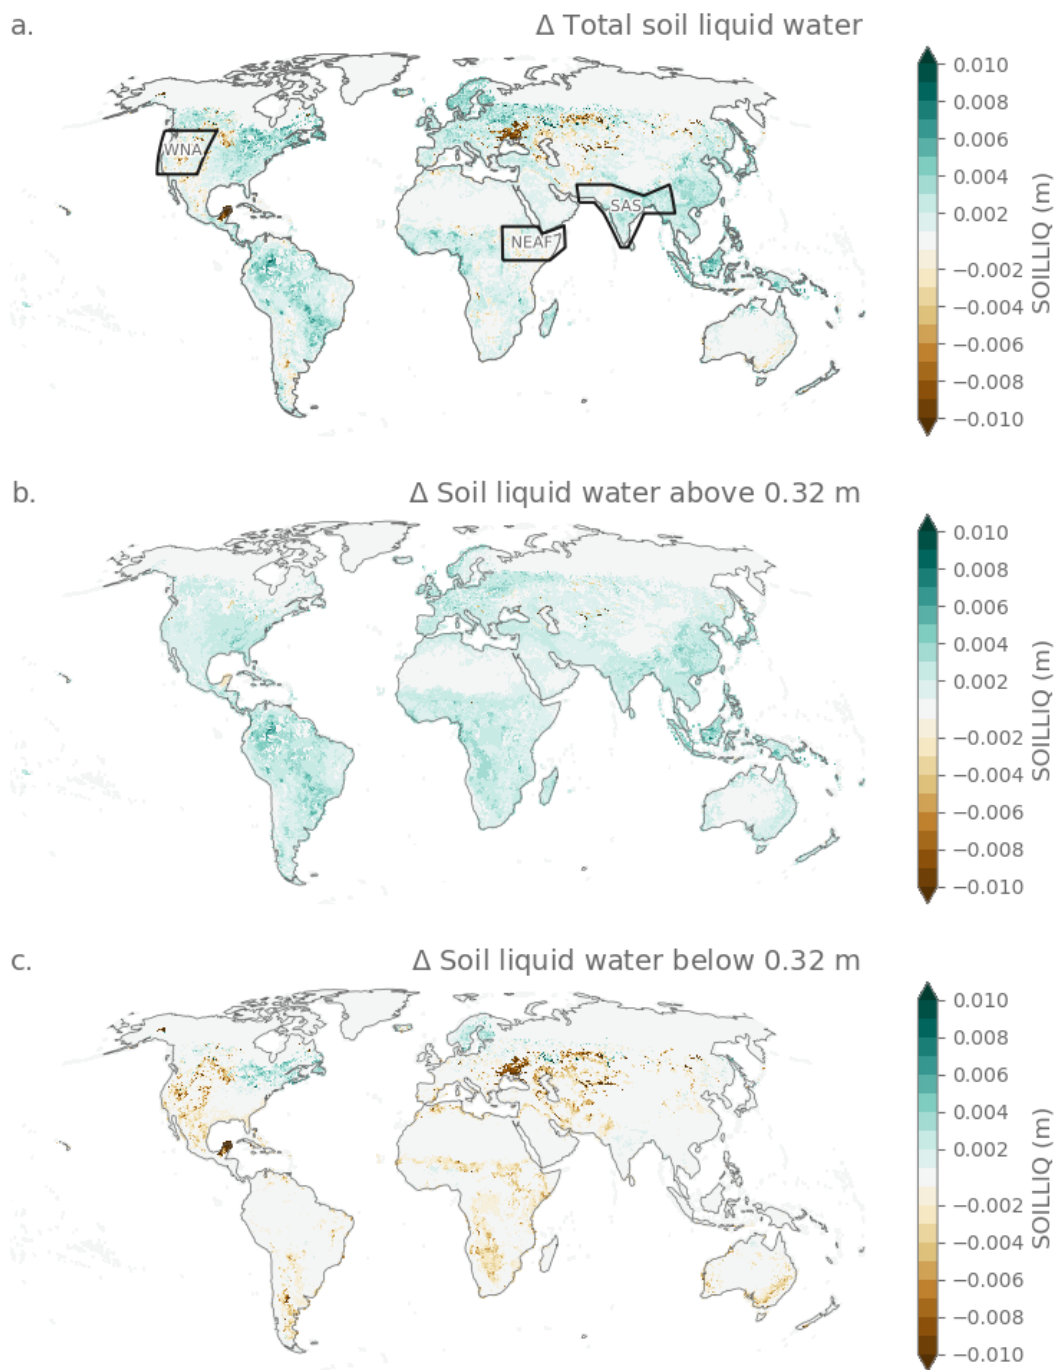 a.
Δ Total soil liquid water
WNA
SAS
NEAF
0.010
0.008
0.006
0.004
0.002
−0.002
−0.004
−0.006
−0.008
−0.010
SOILLIQ (m)
b.
Δ Soil liquid water above 0.32 m
0.010
0.008
0.006
0.004
0.002
−0.002
−0.004
−0.006
−0.008
−0.010
SOILLIQ (m)
c.
Δ Soil liquid water below 0.32 m
0.010
0.008
0.006
0.004
0.002
−0.002
−0.004
−0.006
−0.008
−0.010
SOILLIQ (m)